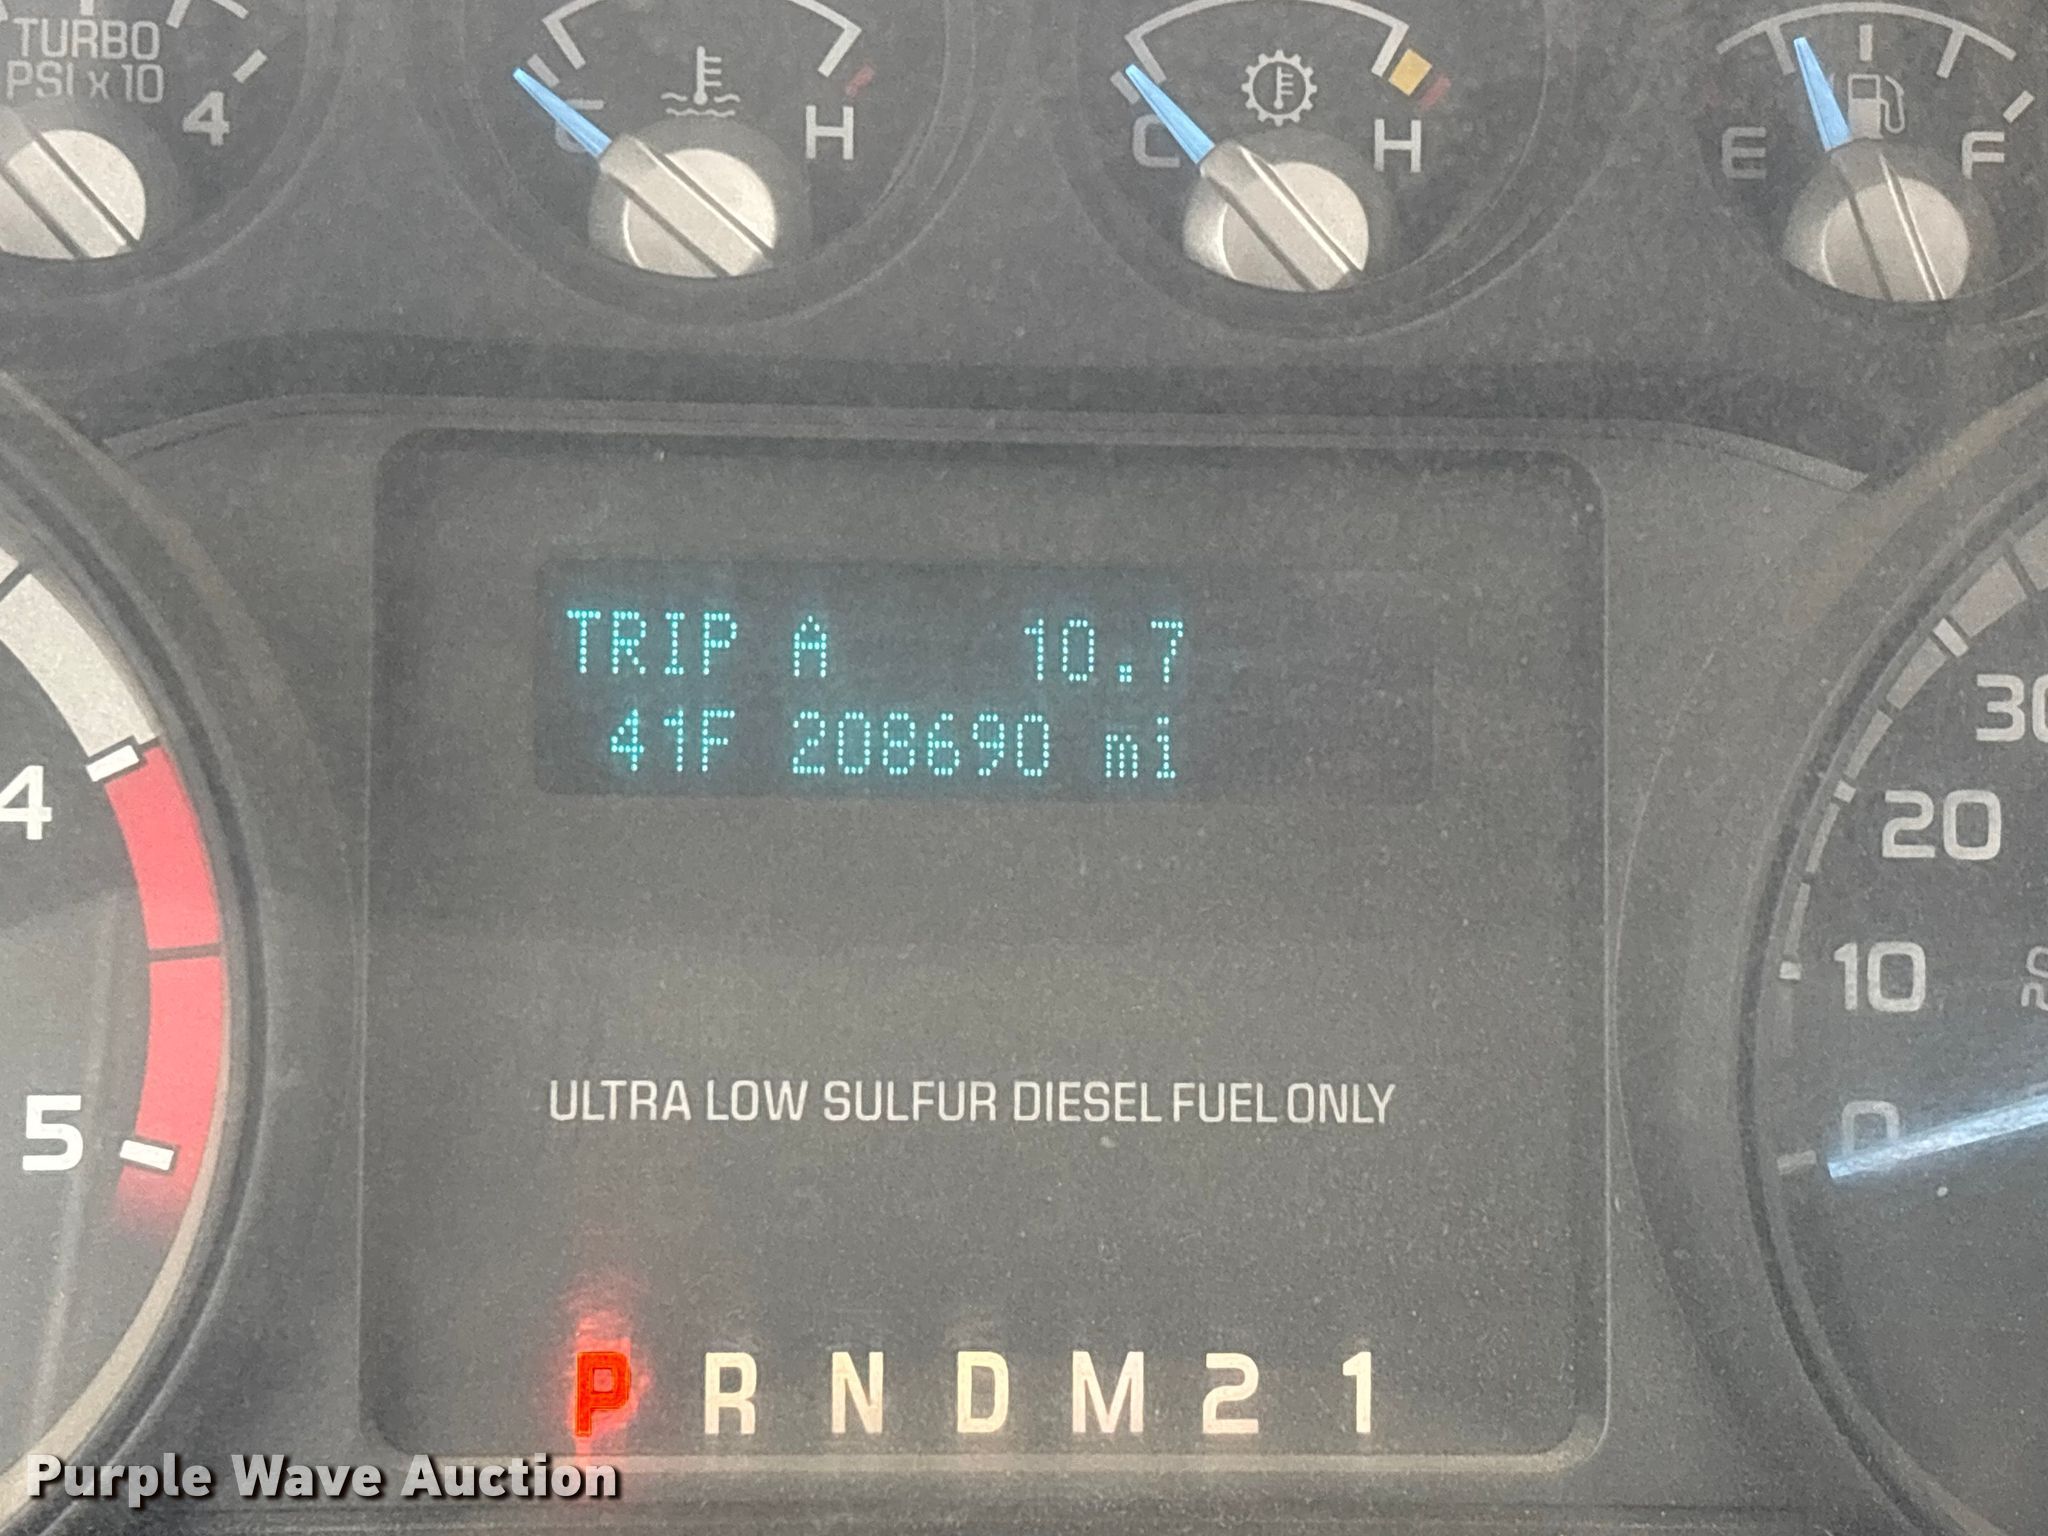 TURBO
PSI x 10
4
C H
C H
E F
TRIP A 10.7
41F 208690 mi
4
5
30
20
10
0
ULTRA LOW SULFUR DIESEL FUEL ONLY
P R N D M 2 1
Purple Wave Auction